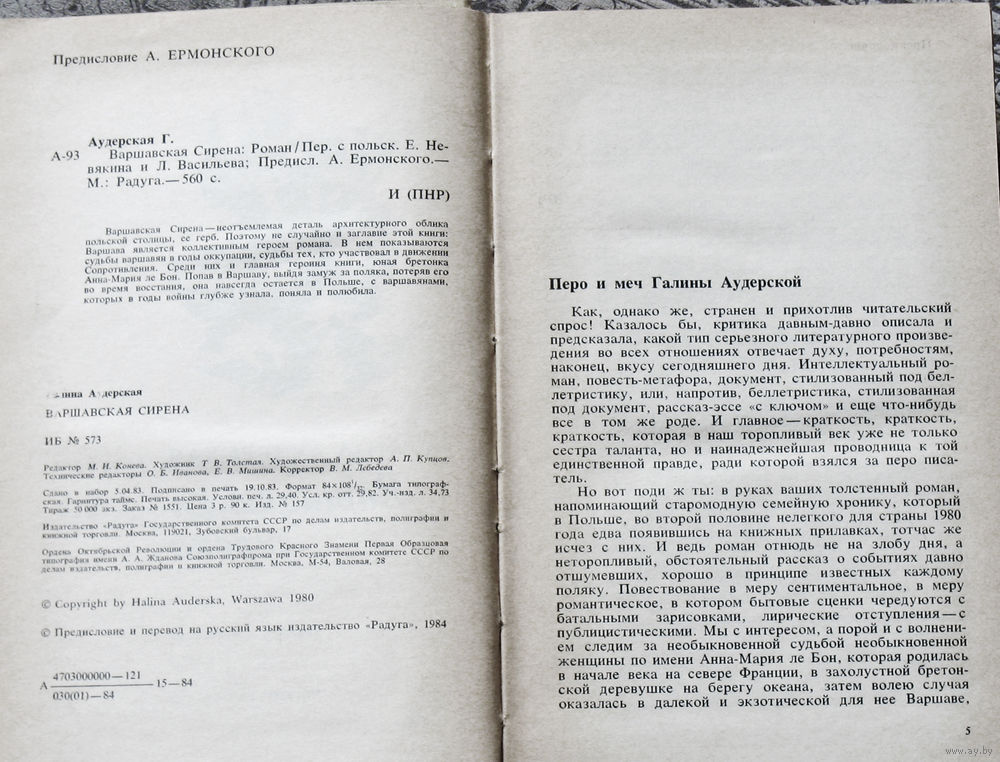 Предисловие А. ЕРМОНСКОГО
Аудерская Г.
А-93 Варшавская Сирена: Роман/Пер. с польск. Е. Не-
вякина и Л. Васильева; Предисл. А. Ермонского.—
М.: Радуга.—560 с.
И (ПНР)
Варшавская Сирена—неотъемлемая деталь архитектурного облика
польской столицы, ее герб. Поэтому не случайно и заглавие этой книги:
Варшава является коллективным героем романа. В нем показываются
судьбы варшавян в годы оккупации, судьбы тех, кто участвовал в движении
Сопротивления. Среди них и главная героиня книги, юная бретонка
Анна-Мария ле Бон. Попав в Варшаву, выйдя замуж за поляка, потеряв его
во время восстания, она навсегда остается в Польше, с варшавянами,
которых в годы войны глубже узнала, поняла и полюбила.
Аудерская
ВАРШАВСКАЯ СИРЕНА
ИБ № 573
Редактор М. И. Конева. Художник Т. В. Толстая. Художественный редактор А. П. Купцов.
Технические редакторы О. Б. Иванова, Е. В. Мишина. Корректор В. М. Лебедева
Сдано в набор 5.04.83. Подписано в печать 19.10.83. Формат 84×108¹/₃₂. Бумага типограф-
ская. Гарнитура таймс. Печать высокая. Условн. печ. л. 29,40. Усл. кр. отт. 29,82. Уч.-изд. л. 34,73
Тираж 50 000 экз. Заказ № 1551. Цена 3 р. 90 к. Изд. № 157
Издательство «Радуга» Государственного комитета СССР по делам издательств, полиграфии и
книжной торговли. Москва, 119021, Зубовский бульвар, 17
Ордена Октябрьской Революции и ордена Трудового Красного Знамени Первая Образцовая
типография имени А. А. Жданова Союзполиграфпрома при Государственном комитете СССР по
делам издательств, полиграфии и книжной торговли. Москва, М-54, Валовая, 28
© Copyright by Halina Auderska, Warszawa 1980
© Предисловие и перевод на русский язык издательство «Радуга», 1984
4703000000—121
А 15—84
030(01)—84
Перо и меч Галины Аудерской
Как, однако же, странен и прихотлив читательский
спрос! Казалось бы, критика давным-давно описала и
предсказала, какой тип серьезного литературного произве-
дения во всех отношениях отвечает духу, потребностям,
наконец, вкусу сегодняшнего дня. Интеллектуальный ро-
ман, повесть-метафора, документ, стилизованный под бел-
летристику, или, напротив, беллетристика, стилизованная
под документ, рассказ-эссе «с ключом» и еще что-нибудь
все в том же роде. И главное—краткость, краткость,
краткость, которая в наш торопливый век уже не только
сестра таланта, но и наинадежнейшая проводница к той
единственной правде, ради которой взялся за перо писа-
тель.
Но вот поди ж ты: в руках ваших толстенный роман,
напоминающий старомодную семейную хронику, который
в Польше, во второй половине нелегкого для страны 1980
года едва появившись на книжных прилавках, тотчас же
исчез с них. И ведь роман отнюдь не на злобу дня, а
неторопливый, обстоятельный рассказ о событиях давно
отшумевших, хорошо в принципе известных каждому
поляку. Повествование в меру сентиментальное, в меру
романтическое, в котором бытовые сценки чередуются с
батальными зарисовками, лирические отступления—с
публицистическими. Мы с интересом, а порой и с волнени-
ем следим за необыкновенной судьбой необыкновенной
женщины по имени Анна-Мария ле Бон, которая родилась
в начале века на севере Франции, в захолустной бретон-
ской деревушке на берегу океана, затем волею случая
оказалась в далекой и экзотической для нее Варшаве,
5
www.ay.by